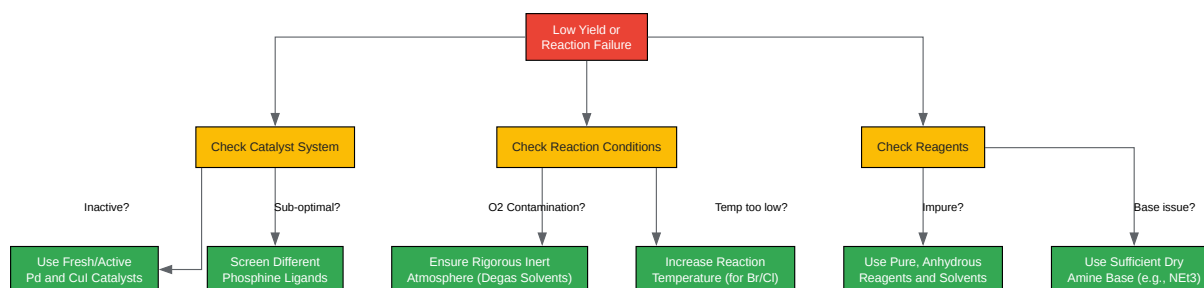 Low Yield or
Reaction Failure
Check Catalyst System
Check Reaction Conditions
Check Reagents
Inactive?
Sub-optimal?
O2 Contamination?
Temp too low?
Impure?
Base issue?
Use Fresh/Active
Pd and CuI Catalysts
Screen Different
Phosphine Ligands
Ensure Rigorous Inert
Atmosphere (Degas Solvents)
Increase Reaction
Temperature (for Br/Cl)
Use Pure, Anhydrous
Reagents and Solvents
Use Sufficient Dry
Amine Base (e.g., NEt3)